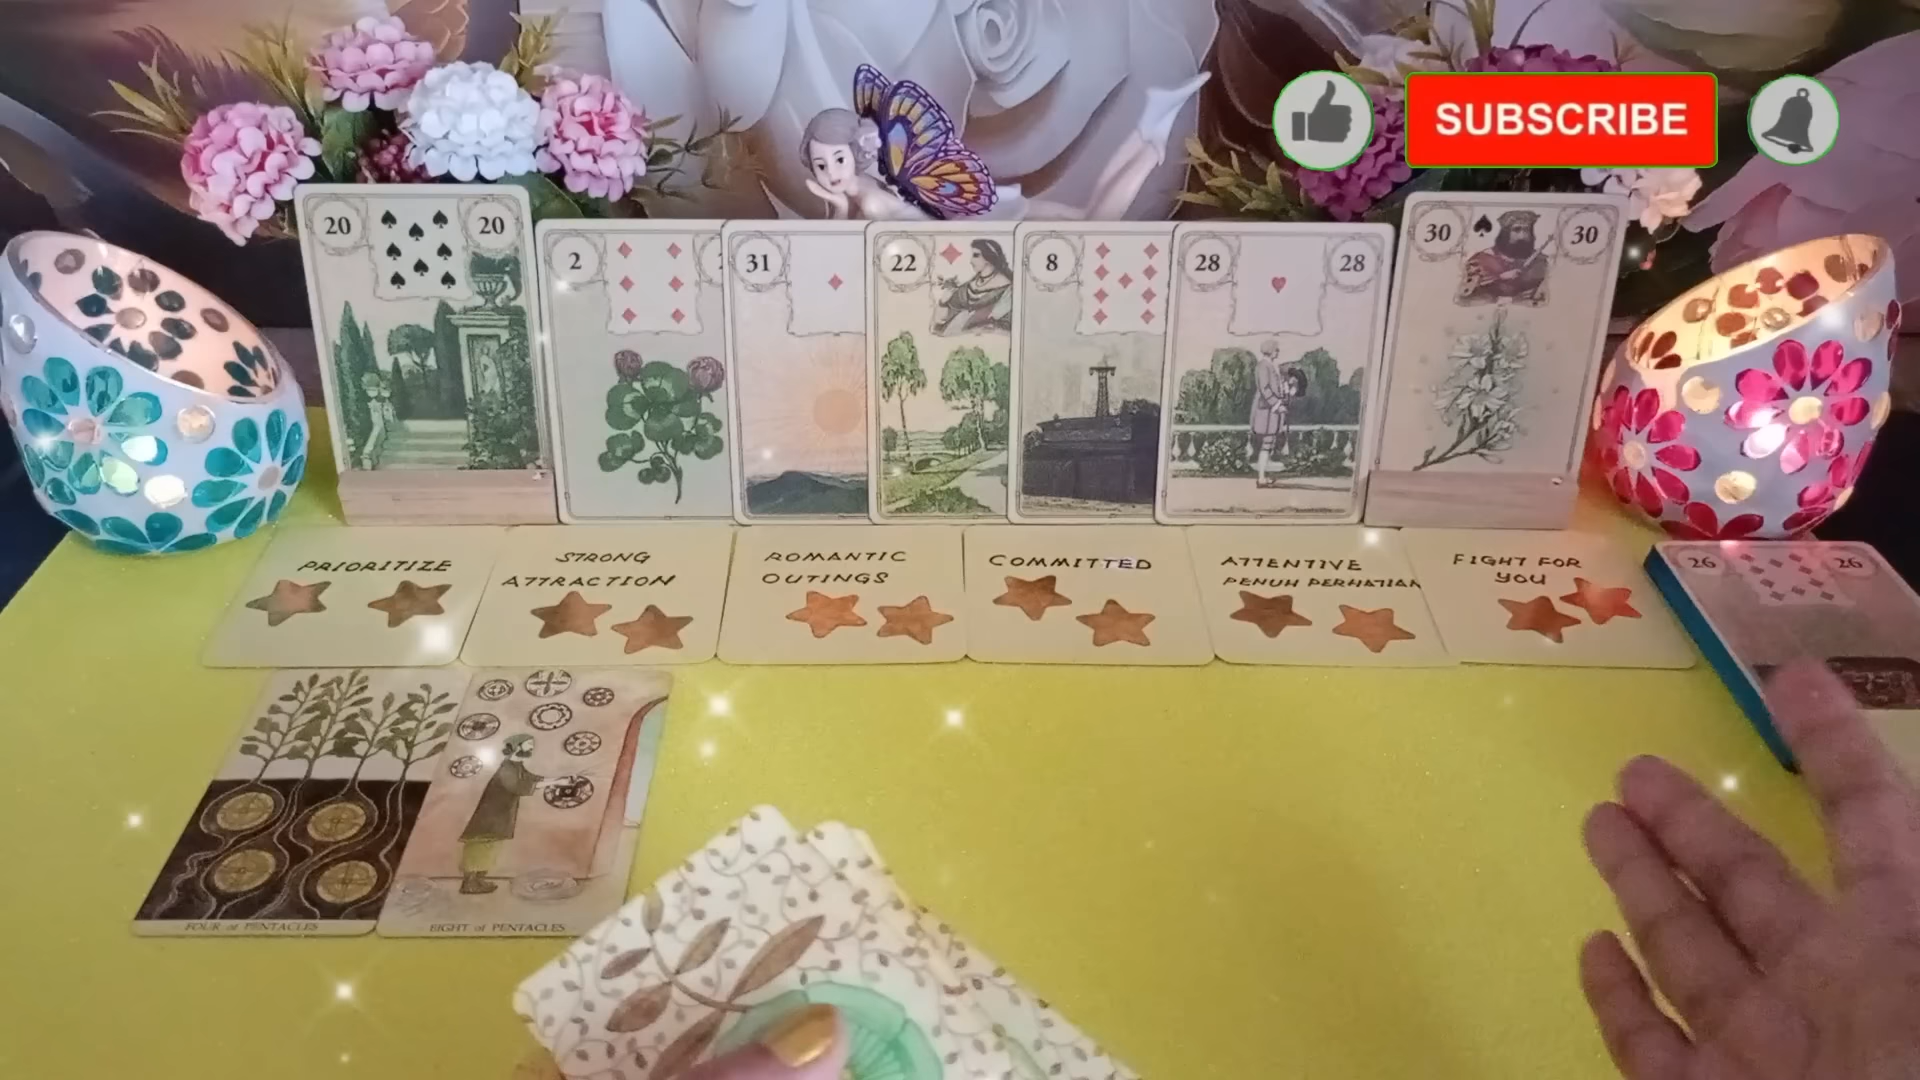 SUBSCRIBE
20 20
2
31
22
8
28 28
30 30
PRIORITIZE
STRONG
ATTRACTION
ROMANTIC
OUTINGS
COMMITTED
ATTENTIVE
PENUH PERHATIAN
FIGHT FOR
YOU
26 26
FOUR of PENTACLES
EIGHT of PENTACLES